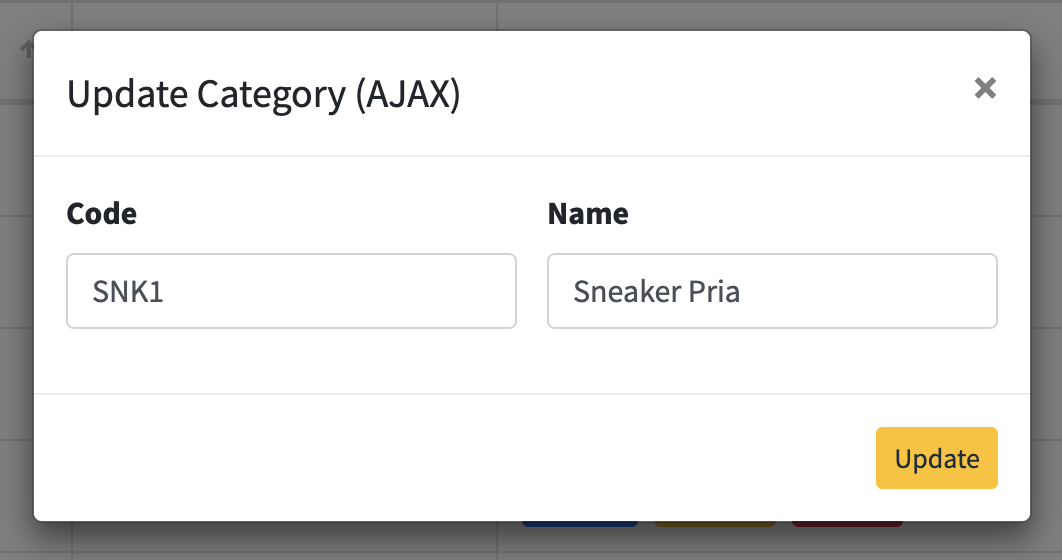 Update Category (AJAX)
×
Code
Name
SNK1
Sneaker Pria
Update